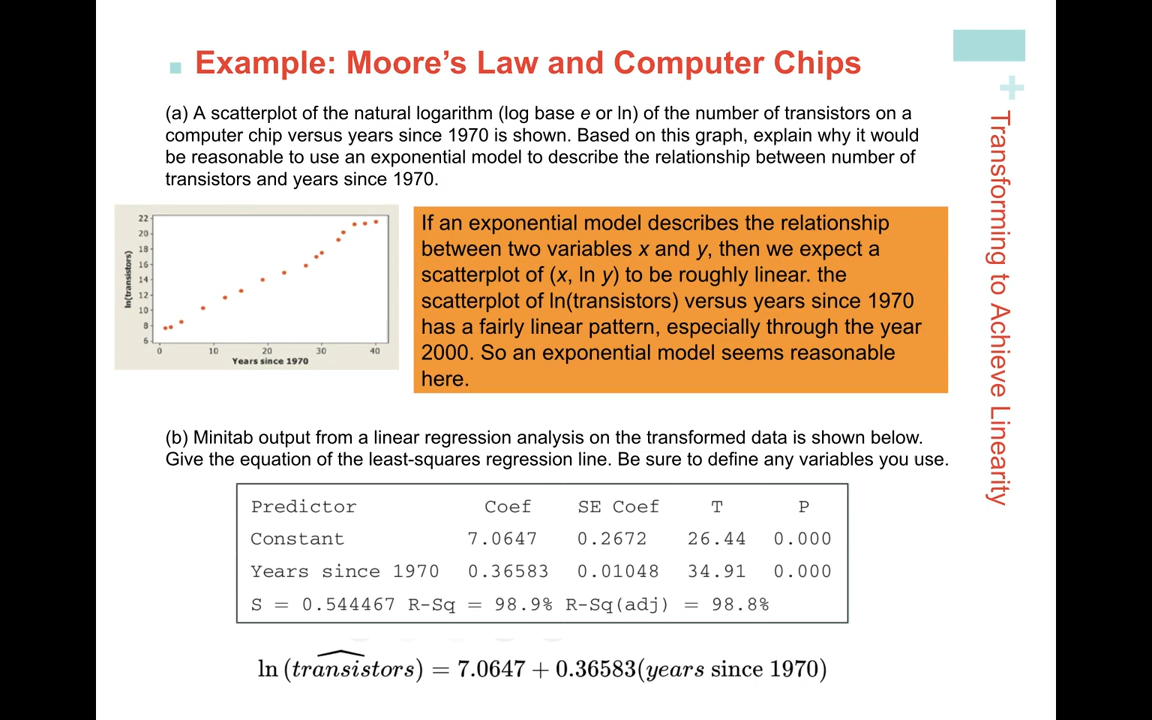 Example: Moore's Law and Computer Chips
(a) A scatterplot of the natural logarithm (log base e or ln) of the number of transistors on a
computer chip versus years since 1970 is shown. Based on this graph, explain why it would
be reasonable to use an exponential model to describe the relationship between number of
transistors and years since 1970.
22
20
18
16
14
12
10
8
6
ln(transistors)
0 10 20 30 40
Years since 1970
If an exponential model describes the relationship
between two variables x and y, then we expect a
scatterplot of (x, ln y) to be roughly linear. the
scatterplot of ln(transistors) versus years since 1970
has a fairly linear pattern, especially through the year
2000. So an exponential model seems reasonable
here.
(b) Minitab output from a linear regression analysis on the transformed data is shown below.
Give the equation of the least-squares regression line. Be sure to define any variables you use.
Predictor Coef SE Coef T P
Constant 7.0647 0.2672 26.44 0.000
Years since 1970 0.36583 0.01048 34.91 0.000
S = 0.544467 R-Sq = 98.9% R-Sq(adj) = 98.8%
ln (transistors) = 7.0647 + 0.36583(years since 1970)
+
Transforming to Achieve Linearity